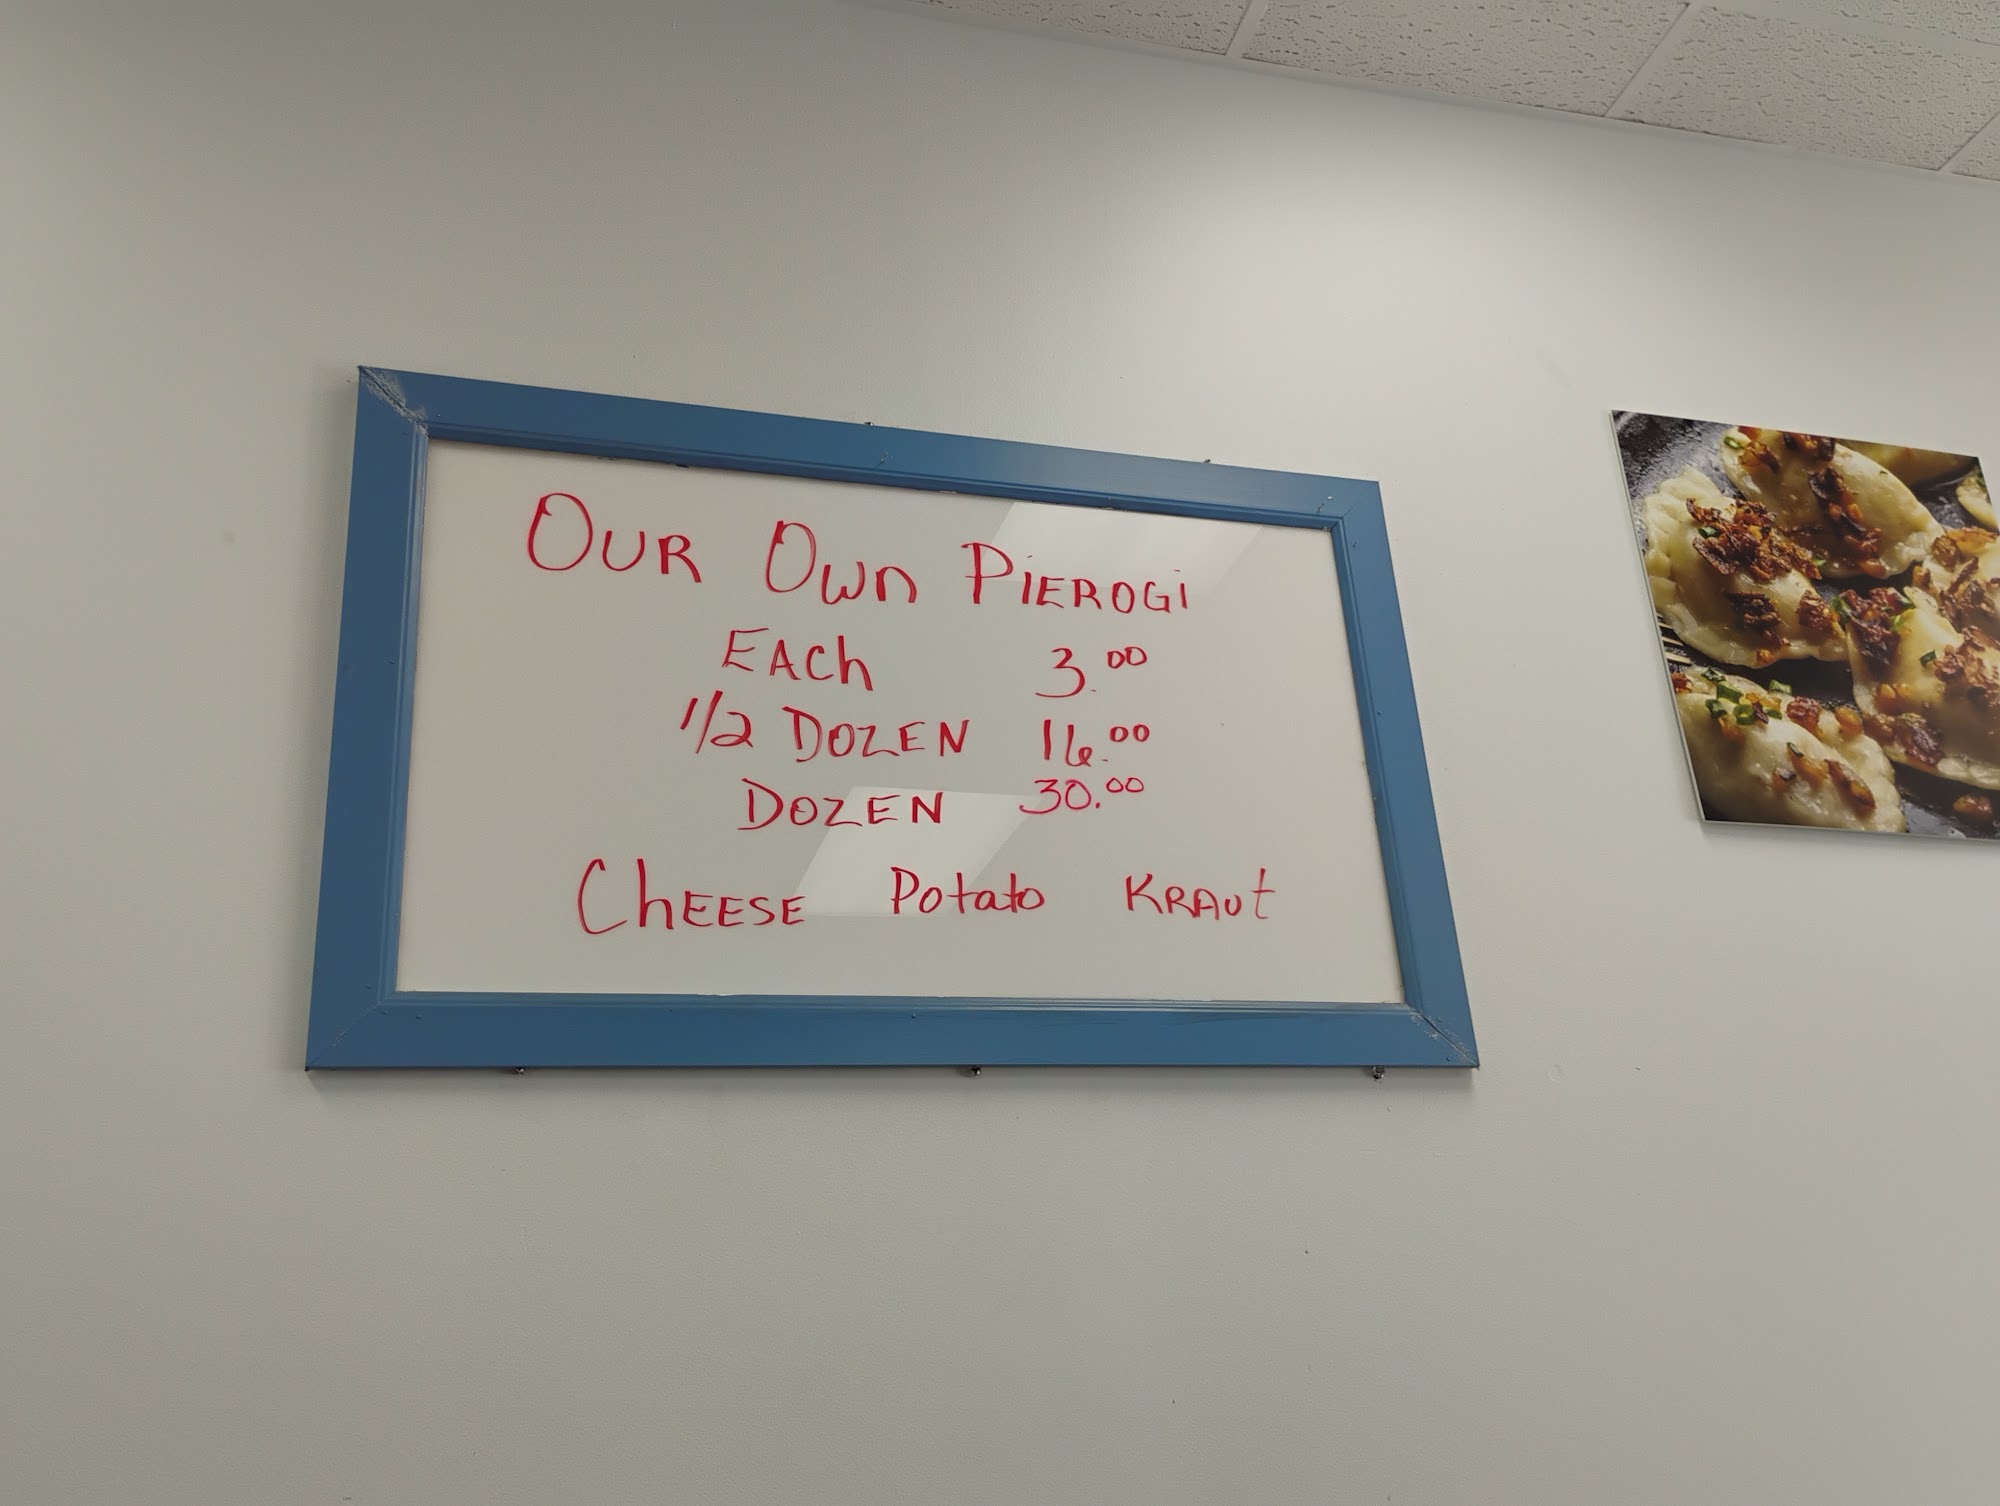 Our Own Pierogi
Each 3.00
1/2 Dozen 16.00
Dozen 30.00
Cheese Potato Kraut